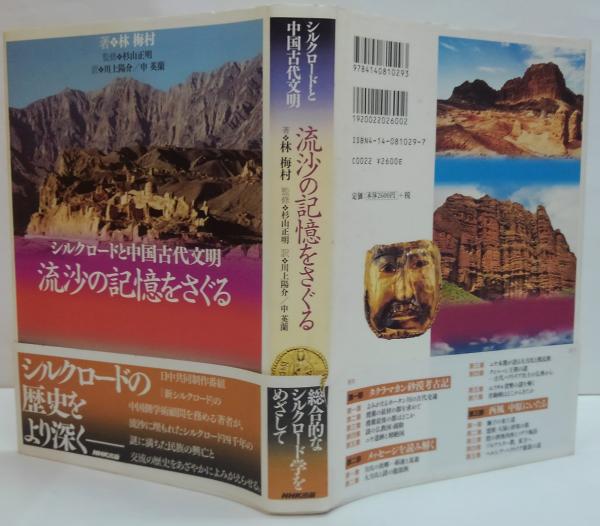 著❖林 梅村
監修❖杉山正明
訳❖川上陽介／申 英蘭
シルクロードと中国古代文明
流沙の記憶をさぐる
シルクロードの
歴史を
より深く──
日中共同制作番組
「新シルクロード」の
中国側学術顧問を務める著者が、
流沙に埋もれたシルクロード四千年の
謎に満ちた民族の興亡と
交流の歴史をあざやかによみがえらせる。
シルクロードと
中国古代文明
流沙の記憶をさぐる
著❖林 梅村
監修❖杉山正明
訳❖川上陽介／申 英蘭
総合的な
シルクロード学を
めざして
NHK出版
9784140810293
1920022026002
ISBN4-14-081029-7
C0022 ¥2600E
定価 本体2600円 +税
第一部 タクラマカン砂漠考古記
第二部 メッセージを読み解く
第三部 西風 中原にいたる